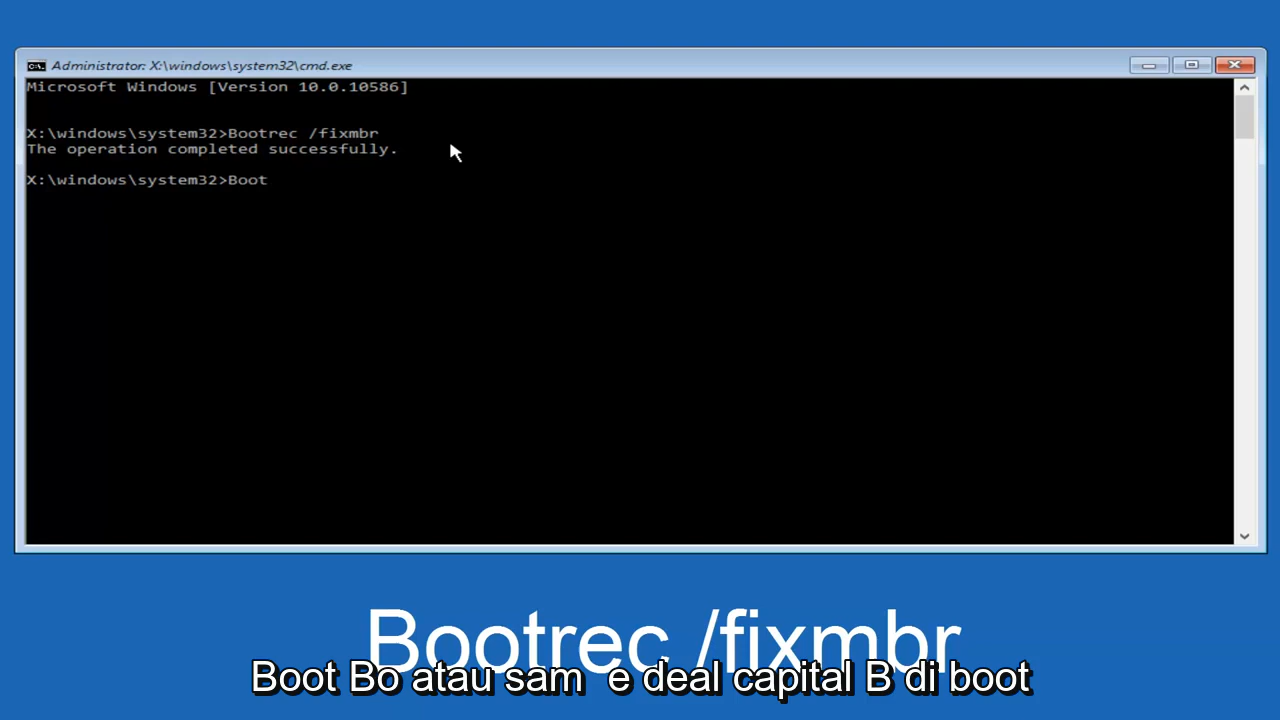 Administrator: X:\windows\system32\cmd.exe
Microsoft Windows [Version 10.0.10586]
X:\windows\system32>Bootrec /fixmbr
The operation completed successfully.
X:\windows\system32>Boot
Bootrec /fixmbr
Boot Bo atau sam  e deal capital B di boot